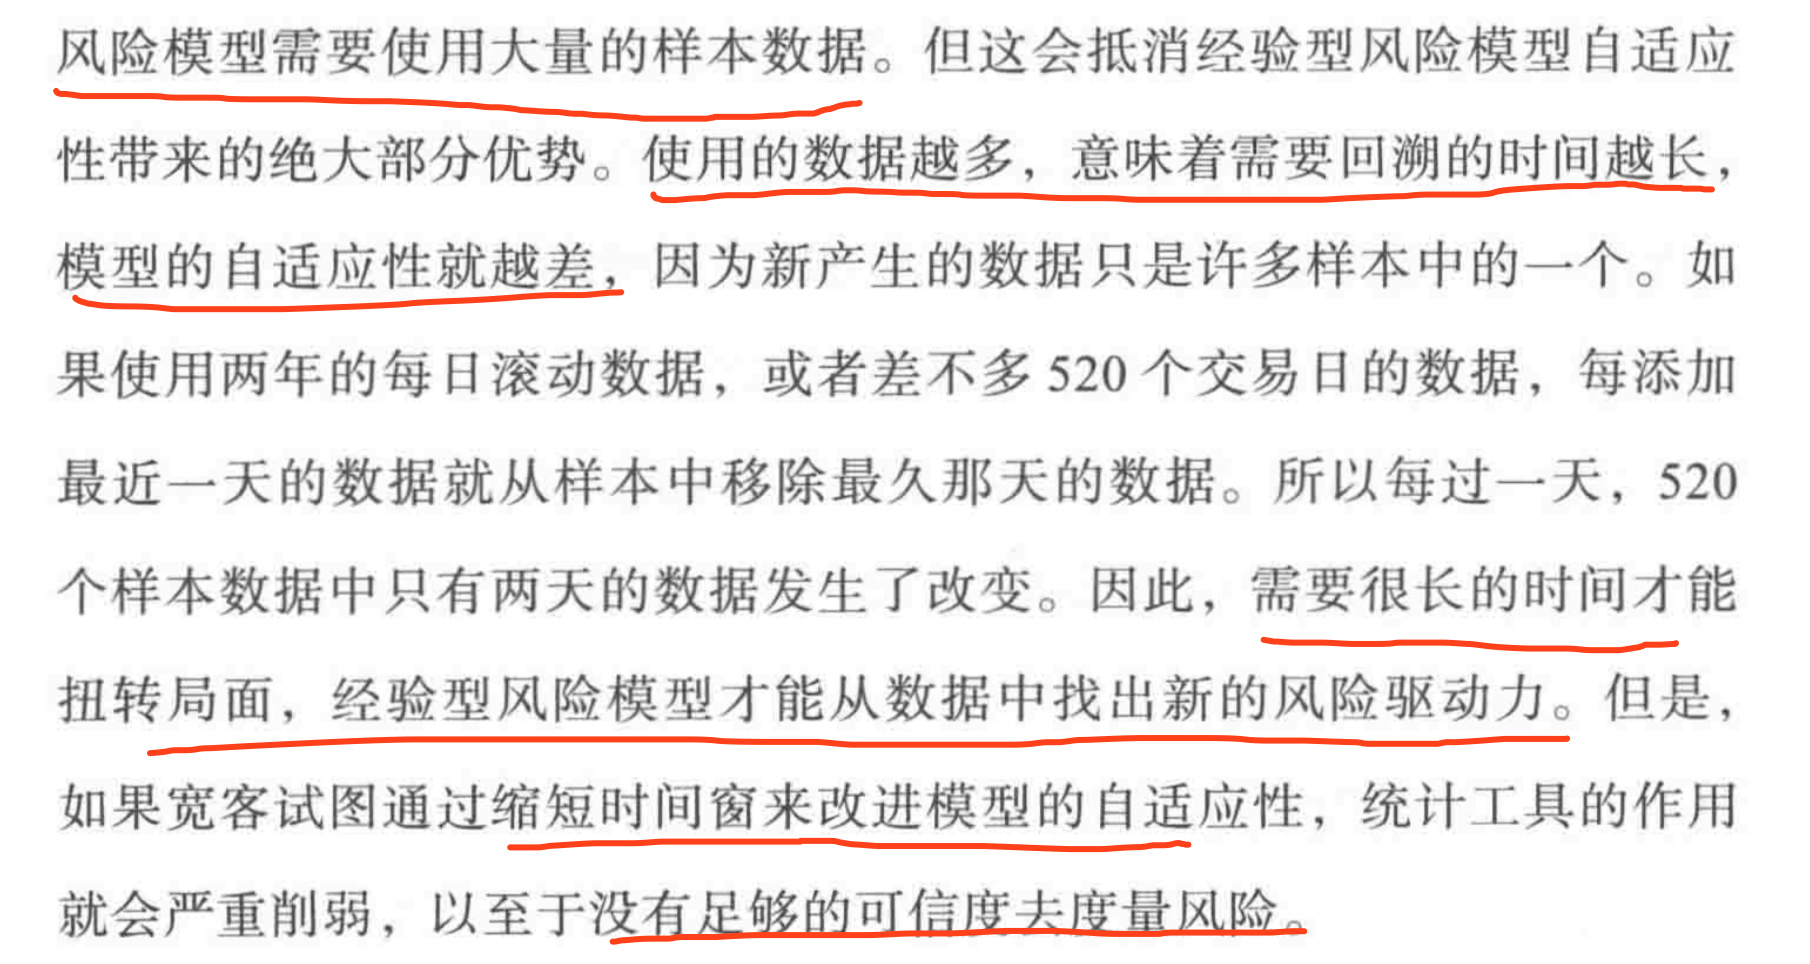 风险模型需要使用大量的样本数据。但这会抵消经验型风险模型自适应
性带来的绝大部分优势。使用的数据越多，意味着需要回溯的时间越长，
模型的自适应性就越差，因为新产生的数据只是许多样本中的一个。如
果使用两年的每日滚动数据，或者差不多 520 个交易日的数据，每添加
最近一天的数据就从样本中移除最久那天的数据。所以每过一天，520
个样本数据中只有两天的数据发生了改变。因此，需要很长的时间才能
扭转局面，经验型风险模型才能从数据中找出新的风险驱动力。但是，
如果宽客试图通过缩短时间窗来改进模型的自适应性，统计工具的作用
就会严重削弱，以至于没有足够的可信度去度量风险。